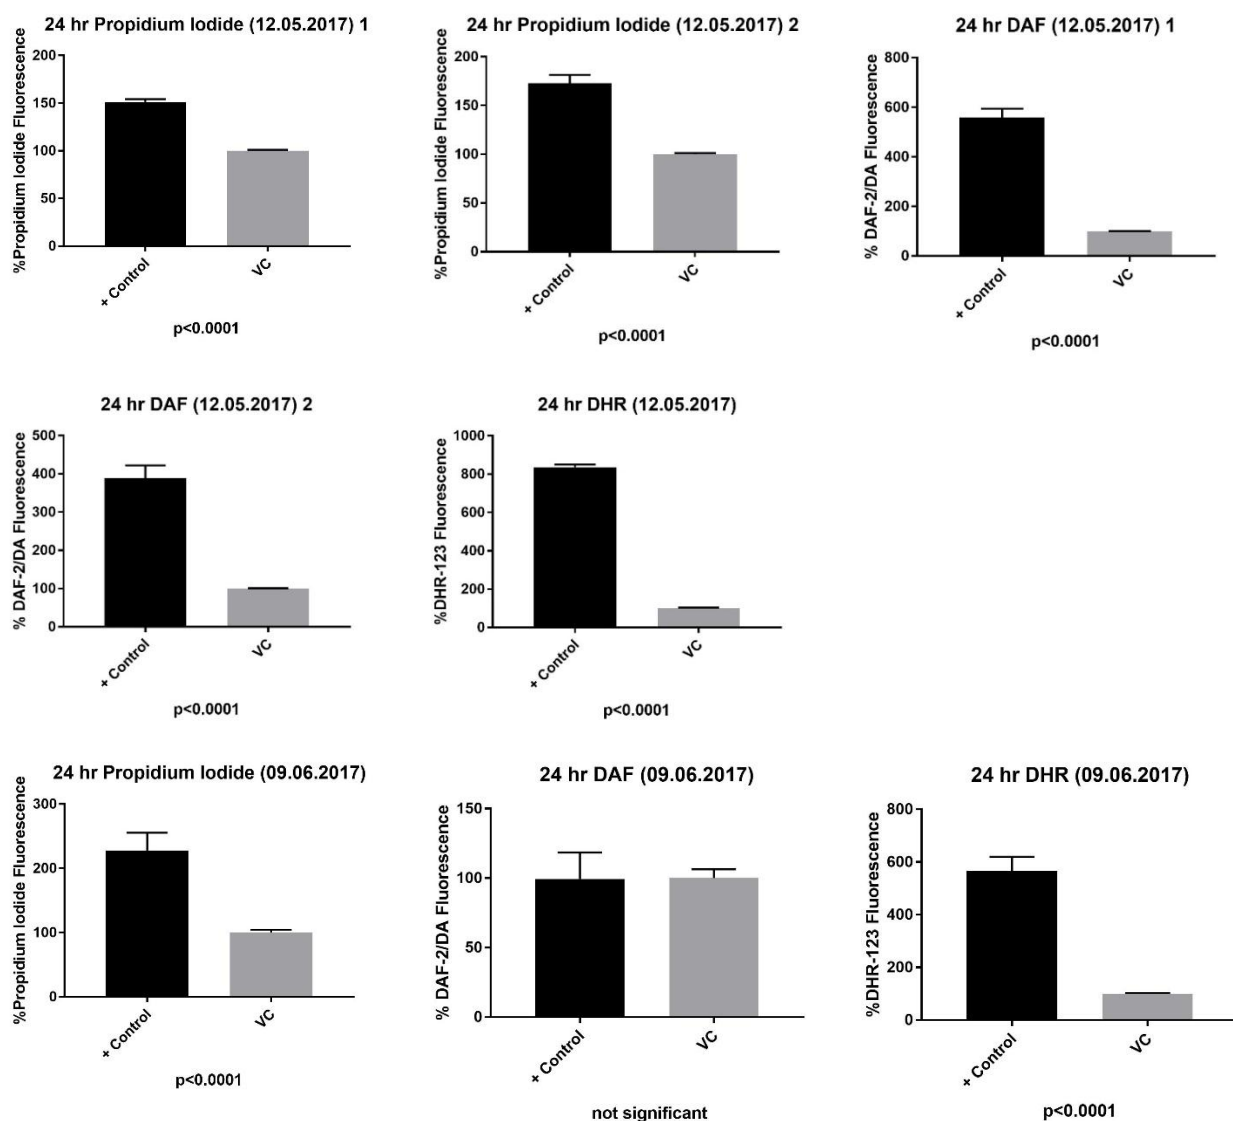 24 hr Propidium Iodide (12.05.2017) 1
%Propidium Iodide Fluorescence
200
150
100
50
0
+ Control
VC
p<0.0001
24 hr Propidium Iodide (12.05.2017) 2
%Propidium Iodide Fluorescence
200
150
100
50
0
+ Control
VC
p<0.0001
24 hr DAF (12.05.2017) 1
% DAF-2/DA Fluorescence
800
600
400
200
0
+ Control
VC
p<0.0001
24 hr DAF (12.05.2017) 2
% DAF-2/DA Fluorescence
500
400
300
200
100
0
+ Control
VC
p<0.0001
24 hr DHR (12.05.2017)
%DHR-123 Fluorescence
1000
800
600
400
200
0
+ Control
VC
p<0.0001
24 hr Propidium Iodide (09.06.2017)
%Propidium Iodide Fluorescence
300
200
100
0
+ Control
VC
p<0.0001
24 hr DAF (09.06.2017)
% DAF-2/DA Fluorescence
150
100
50
0
+ Control
VC
not significant
24 hr DHR (09.06.2017)
%DHR-123 Fluorescence
800
600
400
200
0
+ Control
VC
p<0.0001